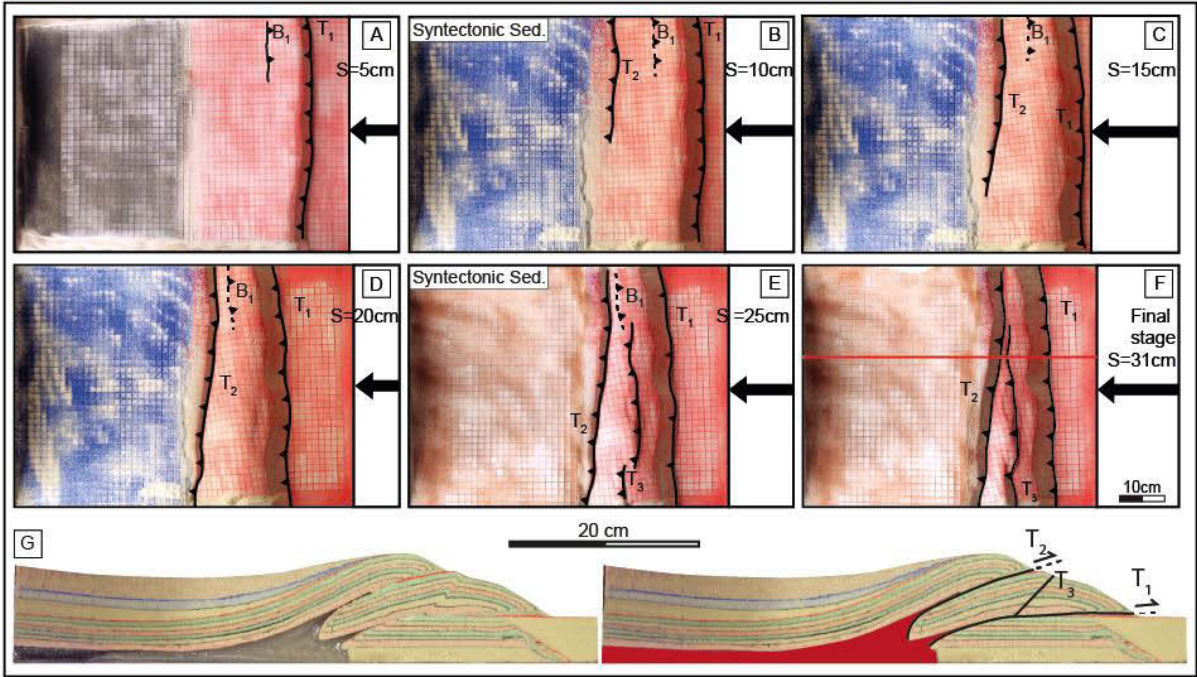 A
B₁
T₁
S=5cm
Syntectonic Sed.
B
B₁
T₁
T₂
S=10cm
C
B₁
T₂
T₁
S=15cm
D
B₁
T₁
S=20cm
T₂
Syntectonic Sed.
E
B₁
T₁
S =25cm
T₂
T₃
F
T₁
Final
stage
S=31cm
T₂
T₃
10cm
G
20 cm
T₂
T₃
T₁